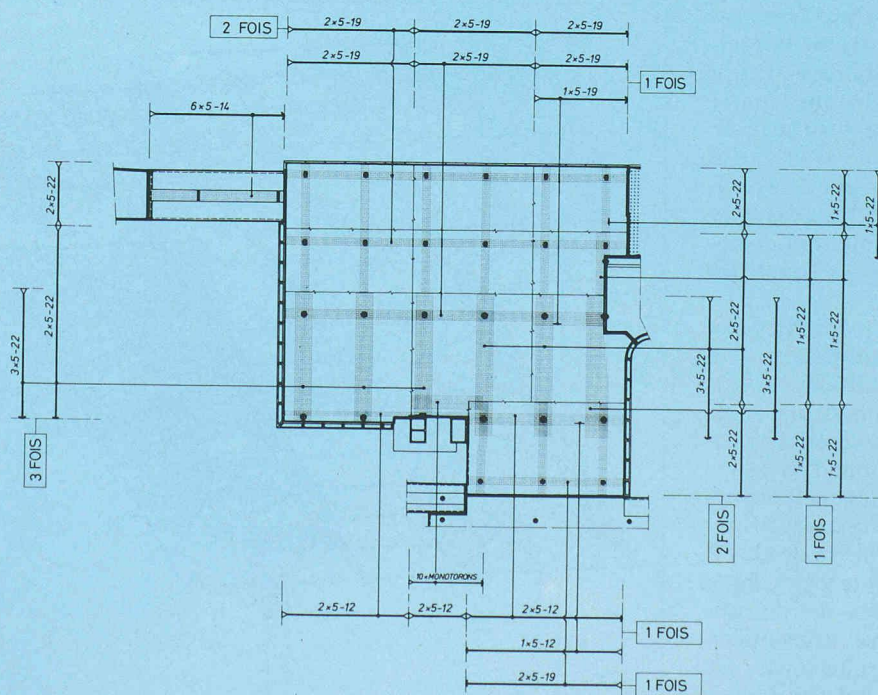 2 FOIS
2×5-19 2×5-19 2×5-19
2×5-19 2×5-19 2×5-19
1 FOIS
1×5-19
6×5-14
2×5-22
2×5-22
3×5-22
3 FOIS
2×5-22
2×5-22
2×5-22
3×5-22
3×5-22
2 FOIS
1×5-22
1×5-22
1×5-22
1×5-22
1×5-22
1×5-22
1 FOIS
10×MONOTORONS
2×5-12 2×5-12 2×5-12
1 FOIS
1×5-12
2×5-19
1 FOIS